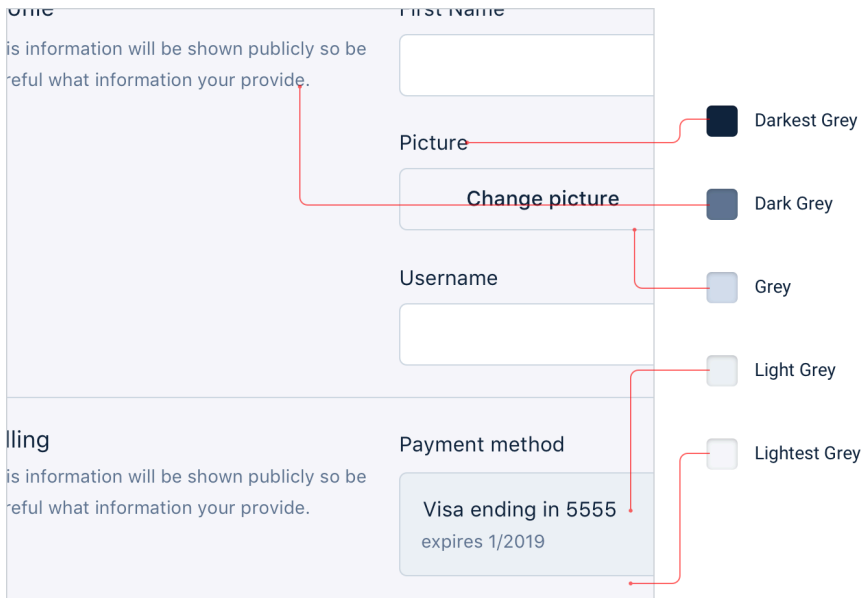 First Name
is information will be shown publicly so be
reful what information your provide.
Picture
Change picture
Username
lling
is information will be shown publicly so be
reful what information your provide.
Payment method
Visa ending in 5555
expires 1/2019
Darkest Grey
Dark Grey
Grey
Light Grey
Lightest Grey